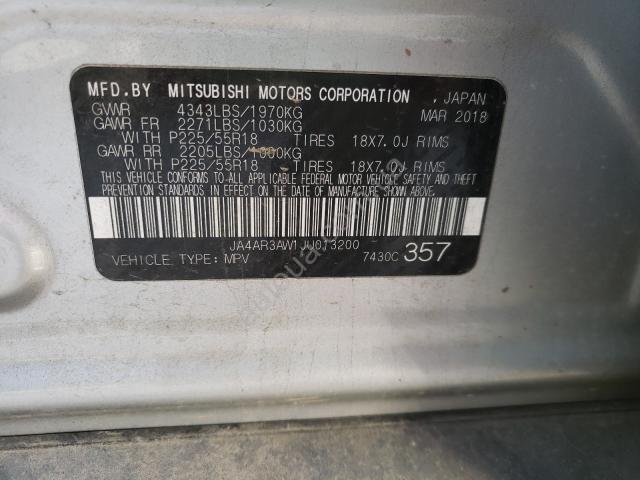 MFD.BY MITSUBISHI MOTORS CORPORATION , JAPAN
GVWR 4343LBS/1970KG MAR 2018
GAWR FR 2271LBS/1030KG
WITH P225/55R18 TIRES 18X7.0J RIMS
GAWR RR 2205LBS/1000KG
WITH P225/55R18 TIRES 18X7.0J RIMS
THIS VEHICLE CONFORMS TO ALL APPLICABLE FEDERAL MOTOR VEHICLE SAFETY AND THEFT
PREVENTION STANDARDS IN EFFECT ON THE DATE OF MANUFACTURE SHOWN ABOVE.
JA4AR3AW1JU013200
VEHICLE TYPE: MPV 7430C 357